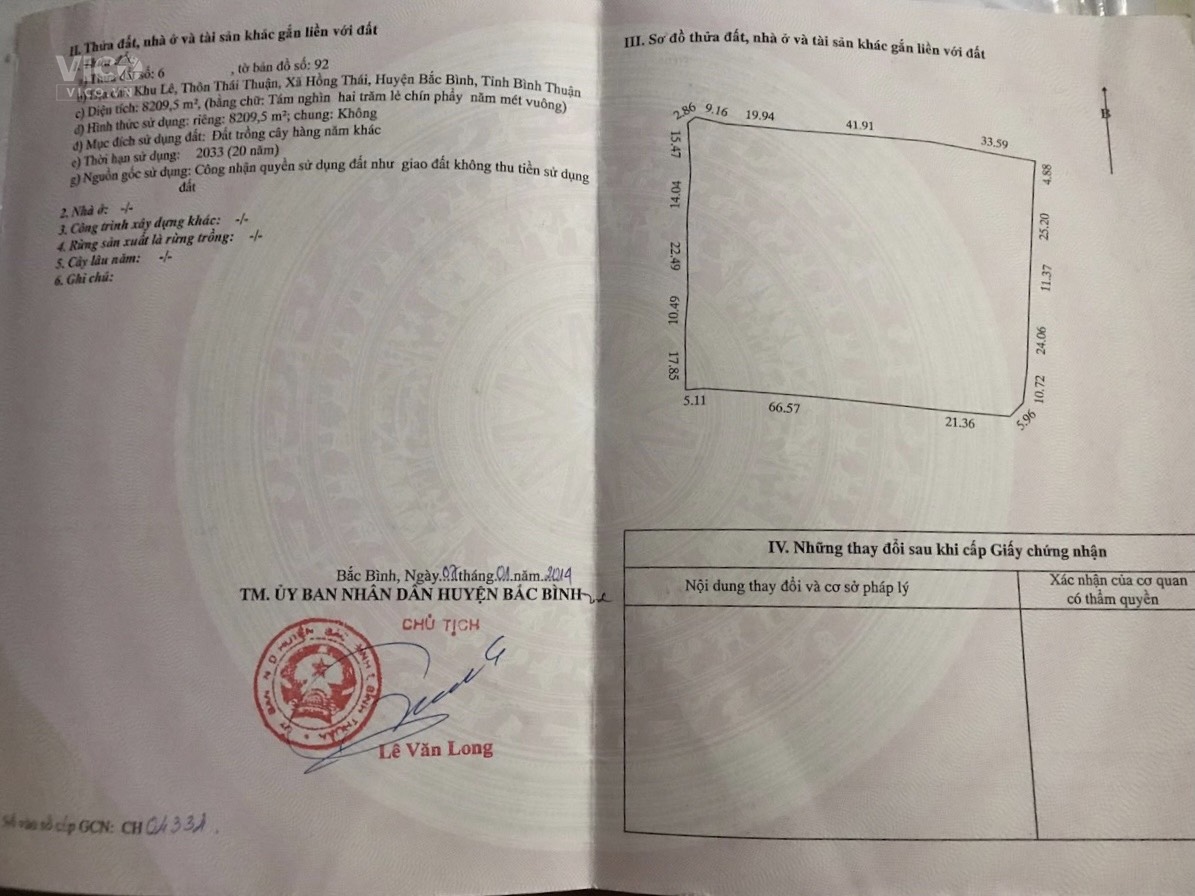 II. Thửa đất, nhà ở và tài sản khác gắn liền với đất
số: 6 , tờ bản đồ số: 92
Khu Lê, Thôn Thái Thuận, Xã Hồng Thái, Huyện Bắc Bình, Tỉnh Bình Thuận
c) Diện tích: 8209,5 m², (bằng chữ: Tám nghìn hai trăm lẻ chín phẩy năm mét vuông)
d) Hình thức sử dụng: riêng: 8209,5 m²; chung: Không
đ) Mục đích sử dụng đất: Đất trồng cây hàng năm khác
e) Thời hạn sử dụng: 2033 (20 năm)
g) Nguồn gốc sử dụng: Công nhận quyền sử dụng đất như giao đất không thu tiền sử dụng
đất
2. Nhà ở: -/-
3. Công trình xây dựng khác: -/-
4. Rừng sản xuất là rừng trồng: -/-
5. Cây lâu năm: -/-
6. Ghi chú:
Bắc Bình, Ngày.02.tháng.01.năm.2014
TM. ỦY BAN NHÂN DÂN HUYỆN BẮC BÌNH
CHỦ TỊCH
Lê Văn Long
Số vào sổ cấp GCN: CH 04331.
III. Sơ đồ thửa đất, nhà ở và tài sản khác gắn liền với đất
B
2.86 9.16 19.94 41.91 33.59
15.47
14.04
22.49
10.49
17.85
4.88
25.20
11.37
24.06
10.72
5.96
5.11 66.57 21.36
IV. Những thay đổi sau khi cấp Giấy chứng nhận
Nội dung thay đổi và cơ sở pháp lý
Xác nhận của cơ quan
có thẩm quyền